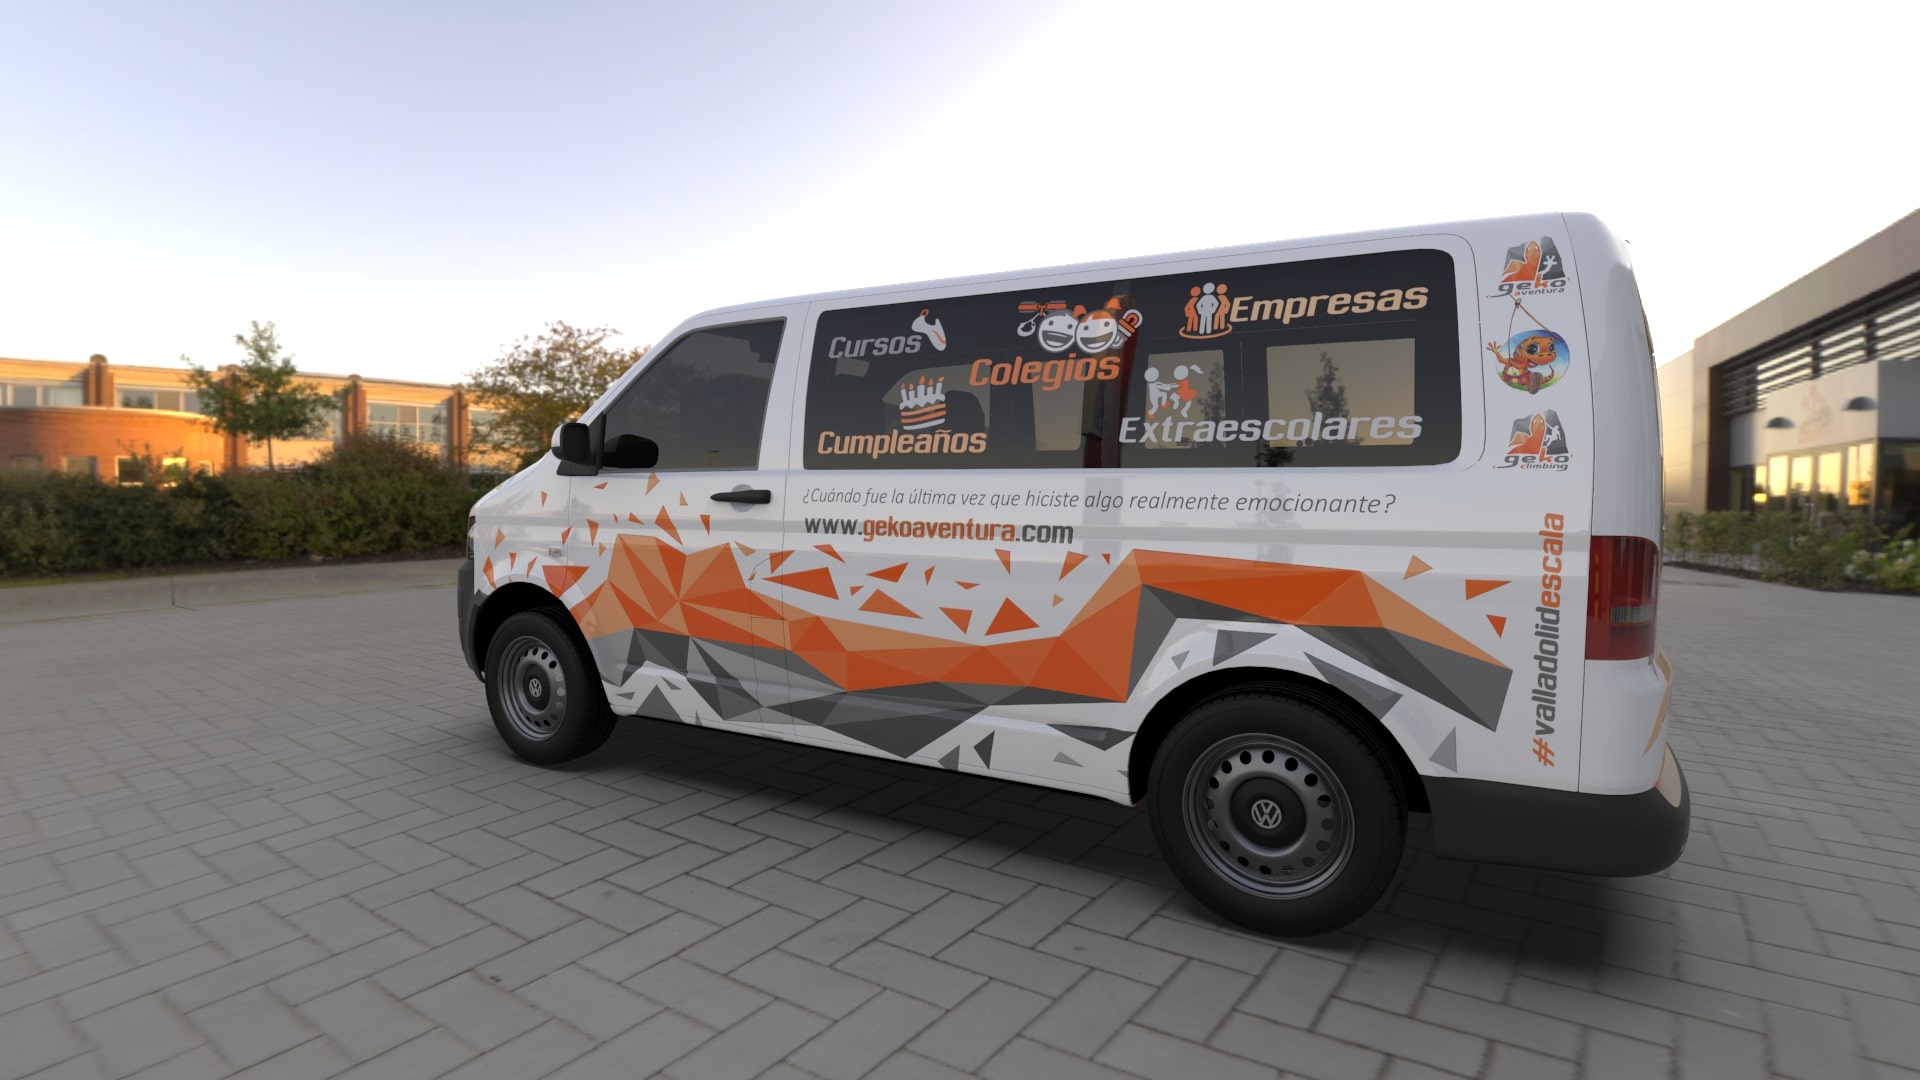 Cursos
Colegios
Empresas
Cumpleaños
Extraescolares
¿Cuándo fue la última vez que hiciste algo realmente emocionante?
www.gekoaventura.com
geko
aventura
geko
climbing
#valladolidescala